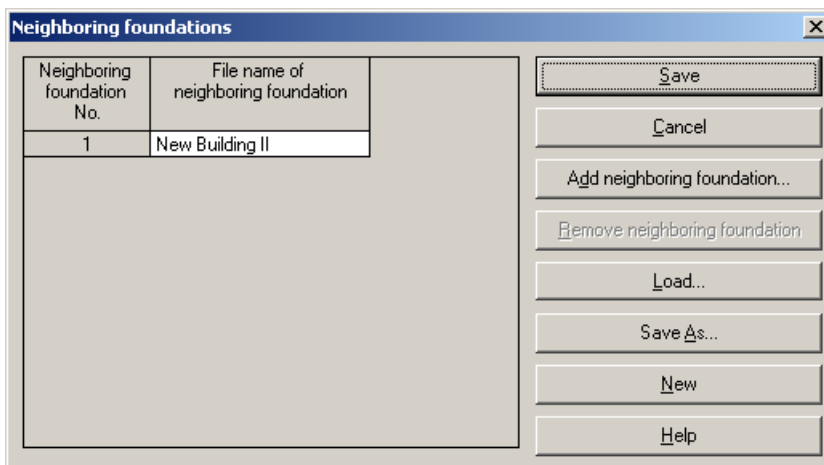 Neighboring foundations
Neighboring
foundation
No.
File name of
neighboring foundation
1
New Building II
Save
Cancel
Add neighboring foundation...
Remove neighboring foundation
Load...
Save As...
New
Help